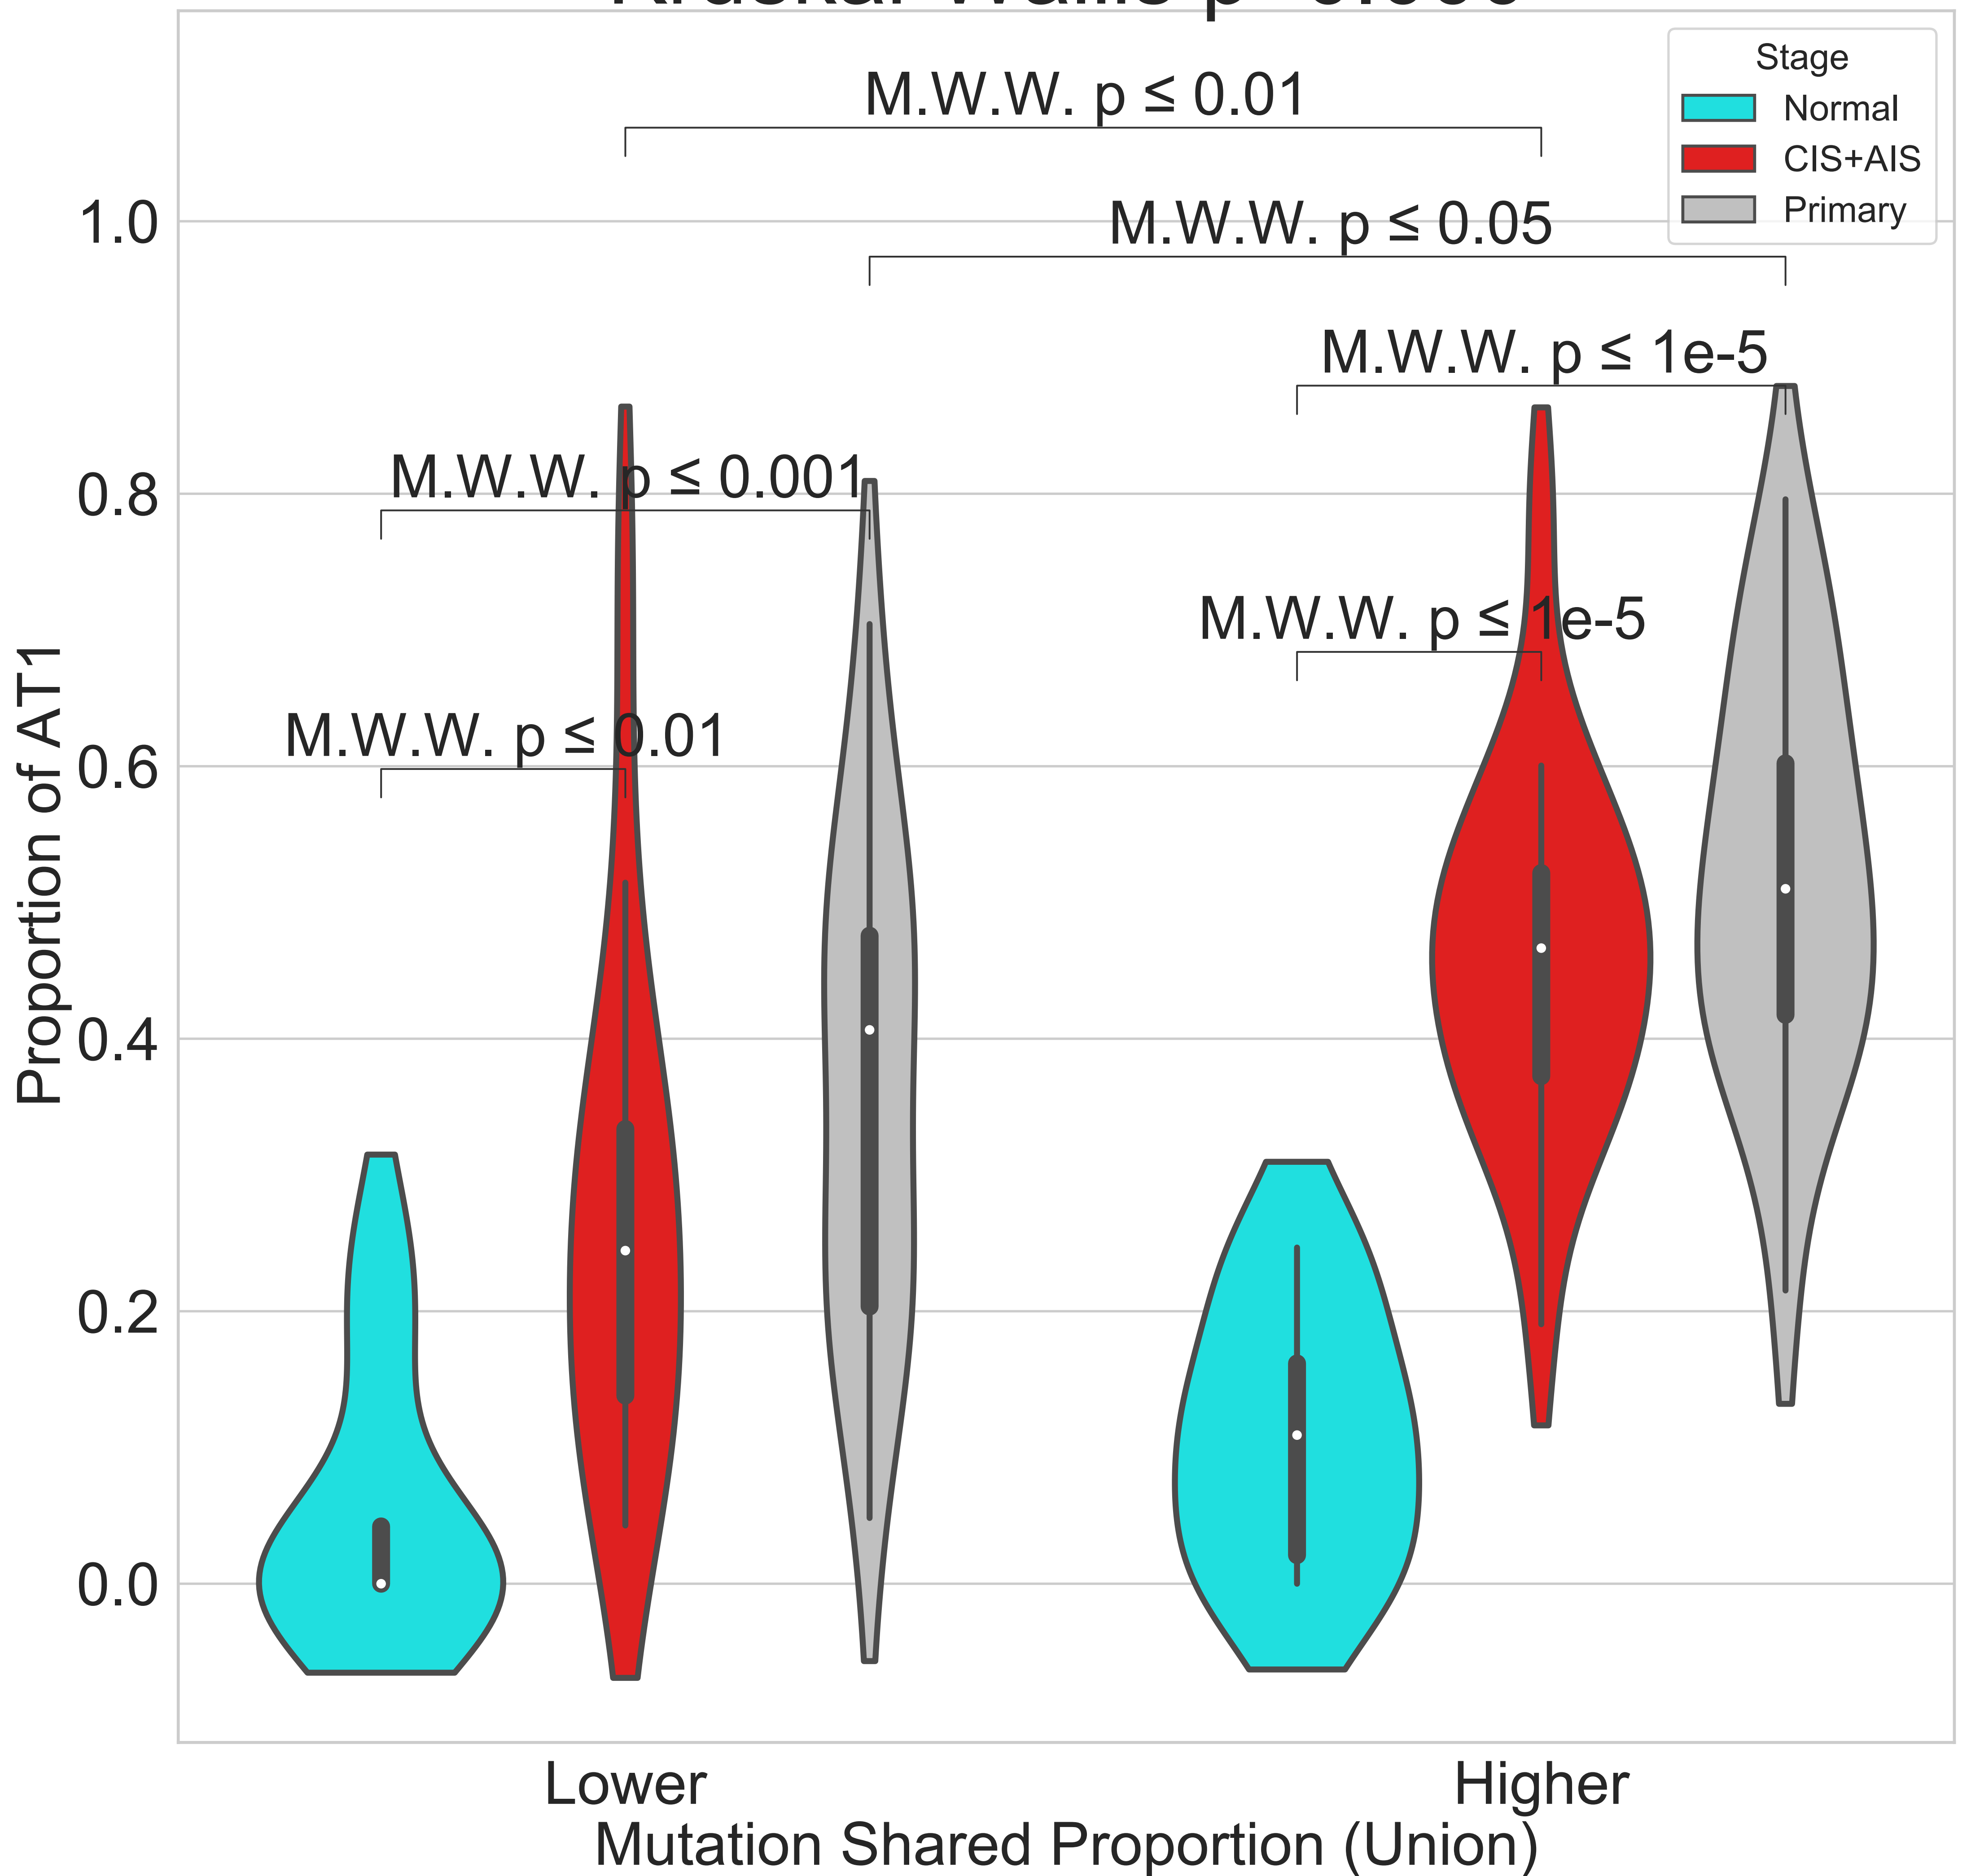 Stage
Normal
CIS+AIS
Primary
M.W.W. p ≤ 0.01
M.W.W. p ≤ 0.05
M.W.W. p ≤ 1e-5
M.W.W. p ≤ 0.001
M.W.W. p ≤ 1e-5
M.W.W. p ≤ 0.01
1.0
0.8
0.6
0.4
0.2
0.0
Proportion of AT1
Lower
Higher
Mutation Shared Proportion (Union)